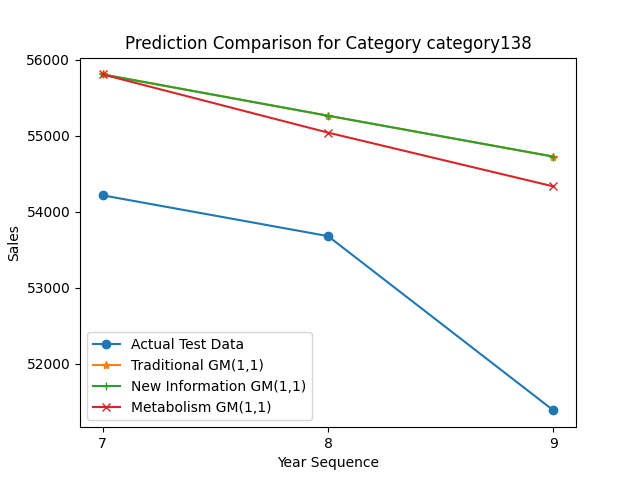 Prediction Comparison for Category category138
56000
55000
54000
53000
52000
Sales
Actual Test Data
Traditional GM(1,1)
New Information GM(1,1)
Metabolism GM(1,1)
7
8
9
Year Sequence